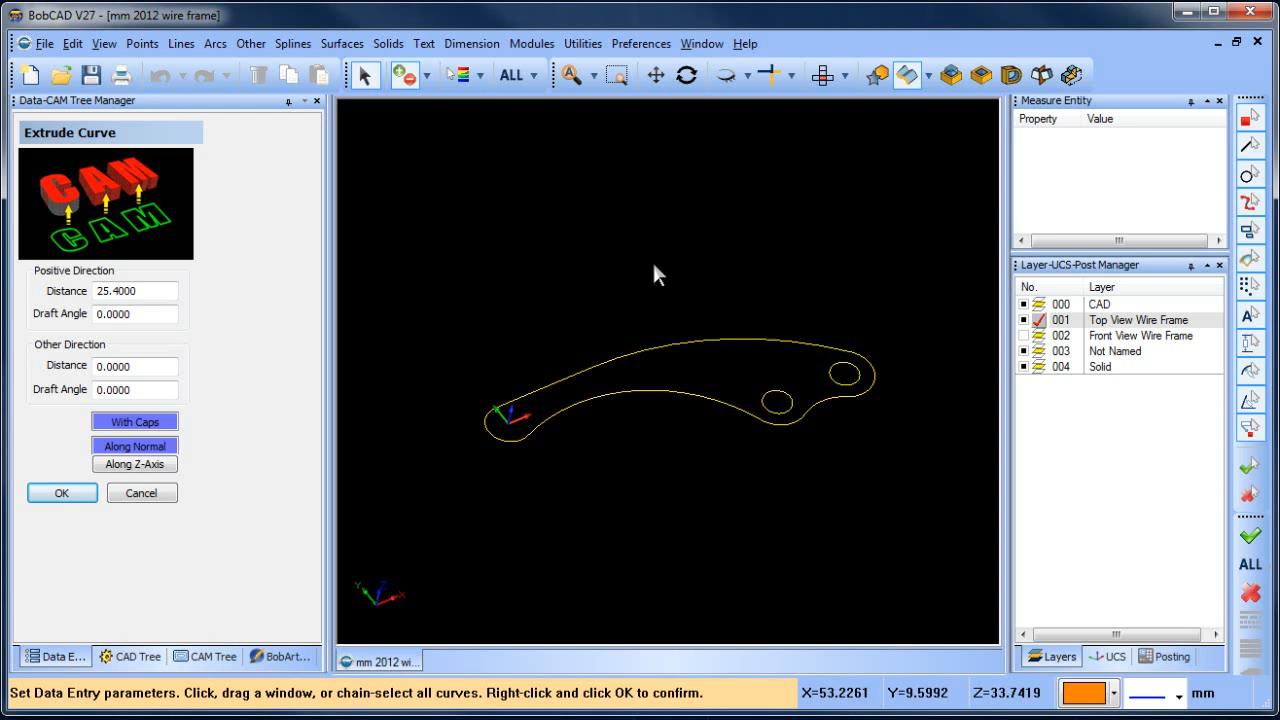 BobCAD V27 - [mm 2012 wire frame]
File Edit View Points Lines Arcs Other Splines Surfaces Solids Text Dimension Modules Utilities Preferences Window Help
ALL
Data-CAM Tree Manager
Extrude Curve
CAM
CAM
Positive Direction
Distance 25.4000
Draft Angle 0.0000
Other Direction
Distance 0.0000
Draft Angle 0.0000
With Caps
Along Normal
Along Z-Axis
OK Cancel
Data E... CAD Tree CAM Tree BobArt...
Y Z X
mm 2012 wi...
Measure Entity
Property Value
Layer-UCS-Post Manager
No. Layer
000 CAD
001 Top View Wire Frame
002 Front View Wire Frame
003 Not Named
004 Solid
Layers UCS Posting
A
ALL
Set Data Entry parameters. Click, drag a window, or chain-select all curves. Right-click and click OK to confirm. X=53.2261 Y=9.5992 Z=33.7419 mm